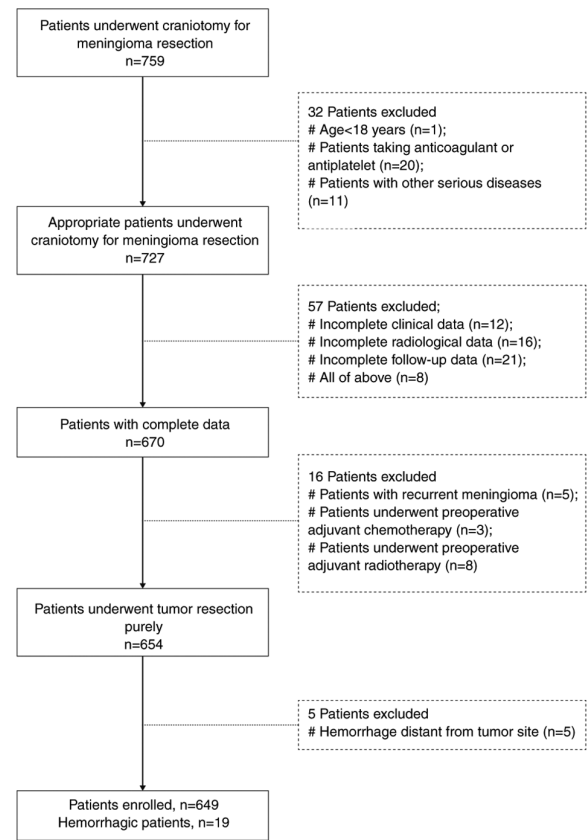 Patients underwent craniotomy for
meningioma resection
n=759
32 Patients excluded
# Age<18 years (n=1);
# Patients taking anticoagulant or
antiplatelet (n=20);
# Patients with other serious diseases
(n=11)
Appropriate patients underwent
craniotomy for meningioma resection
n=727
57 Patients excluded;
# Incomplete clinical data (n=12);
# Incomplete radiological data (n=16);
# Incomplete follow-up data (n=21);
# All of above (n=8)
Patients with complete data
n=670
16 Patients excluded
# Patients with recurrent meningioma (n=5);
# Patients underwent preoperative
adjuvant chemotherapy (n=3);
# Patients underwent preoperative
adjuvant radiotherapy (n=8)
Patients underwent tumor resection
purely
n=654
5 Patients excluded
# Hemorrhage distant from tumor site (n=5)
Patients enrolled, n=649
Hemorrhagic patients, n=19